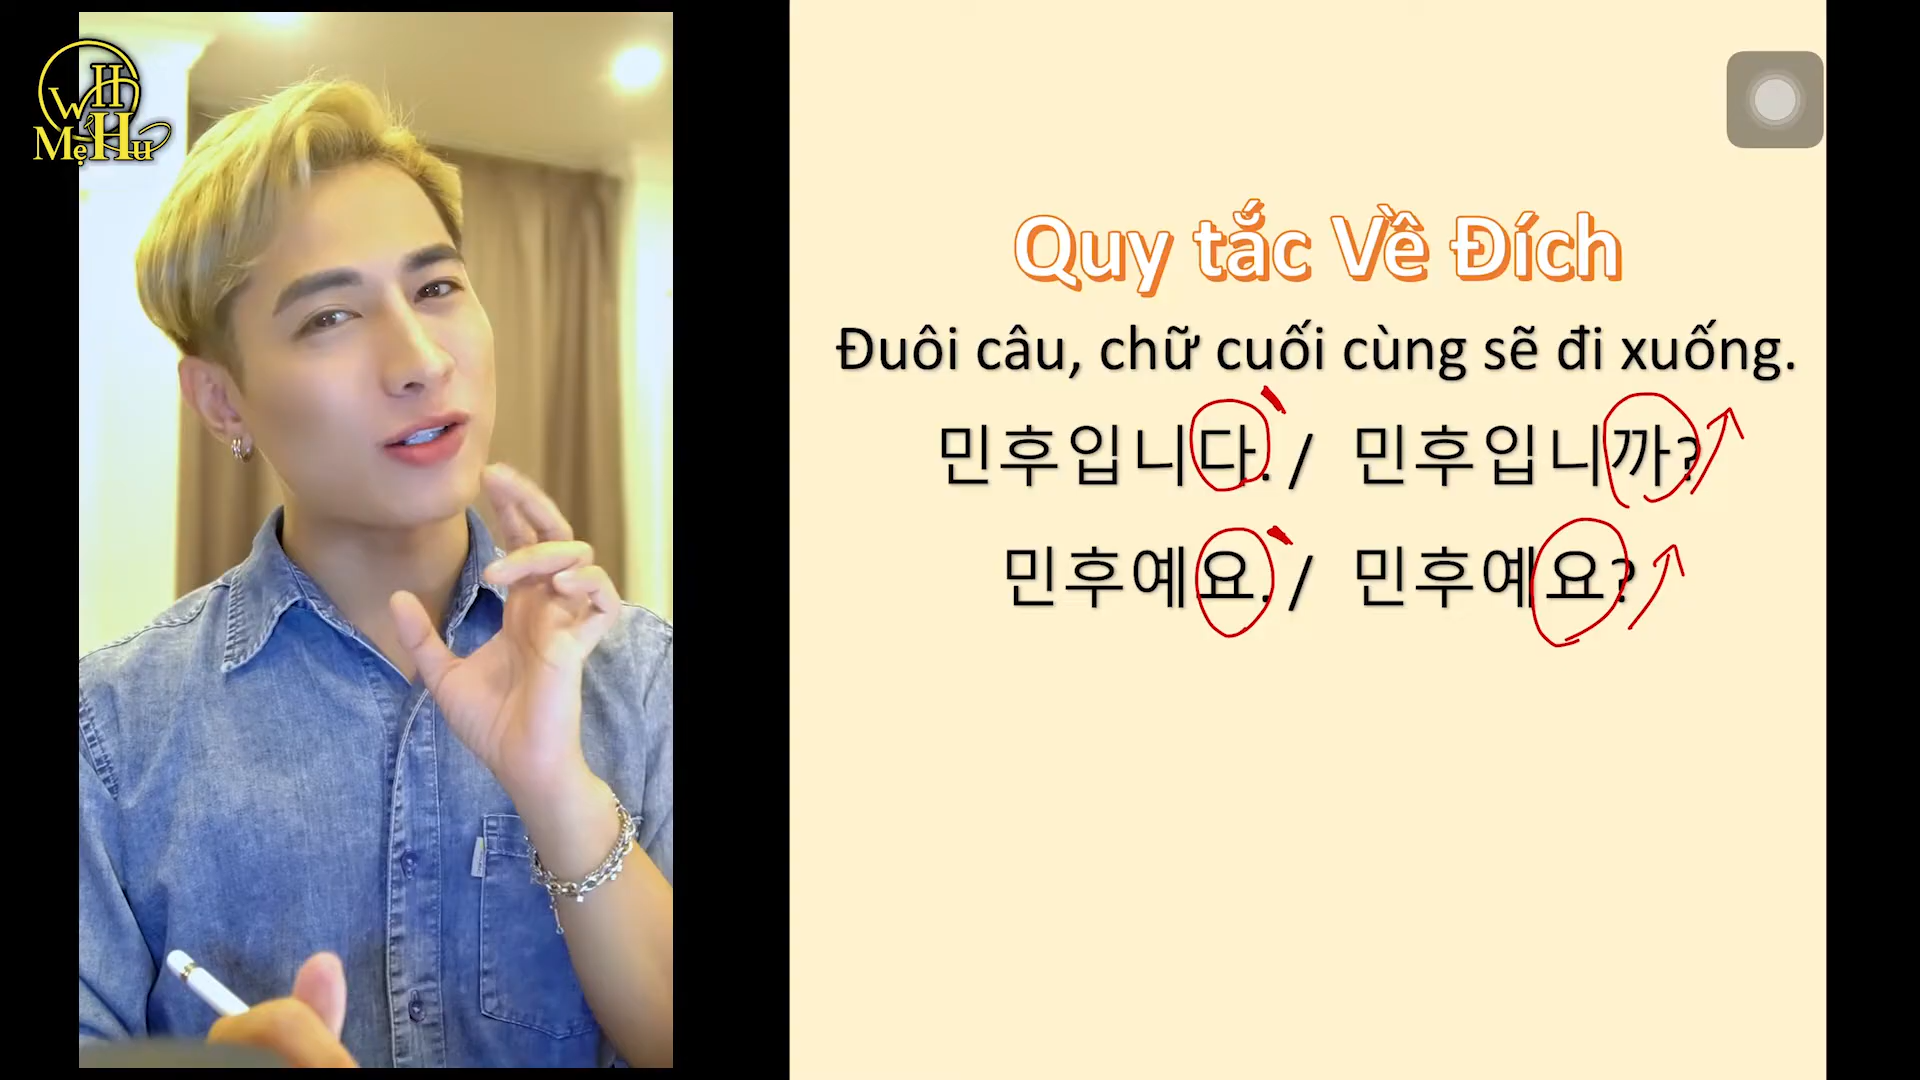 WH
MẹHu
Quy tắc Về Đích
Đuôi câu, chữ cuối cùng sẽ đi xuống.
민후입니다. / 민후입니까?
민후예요. / 민후예요?